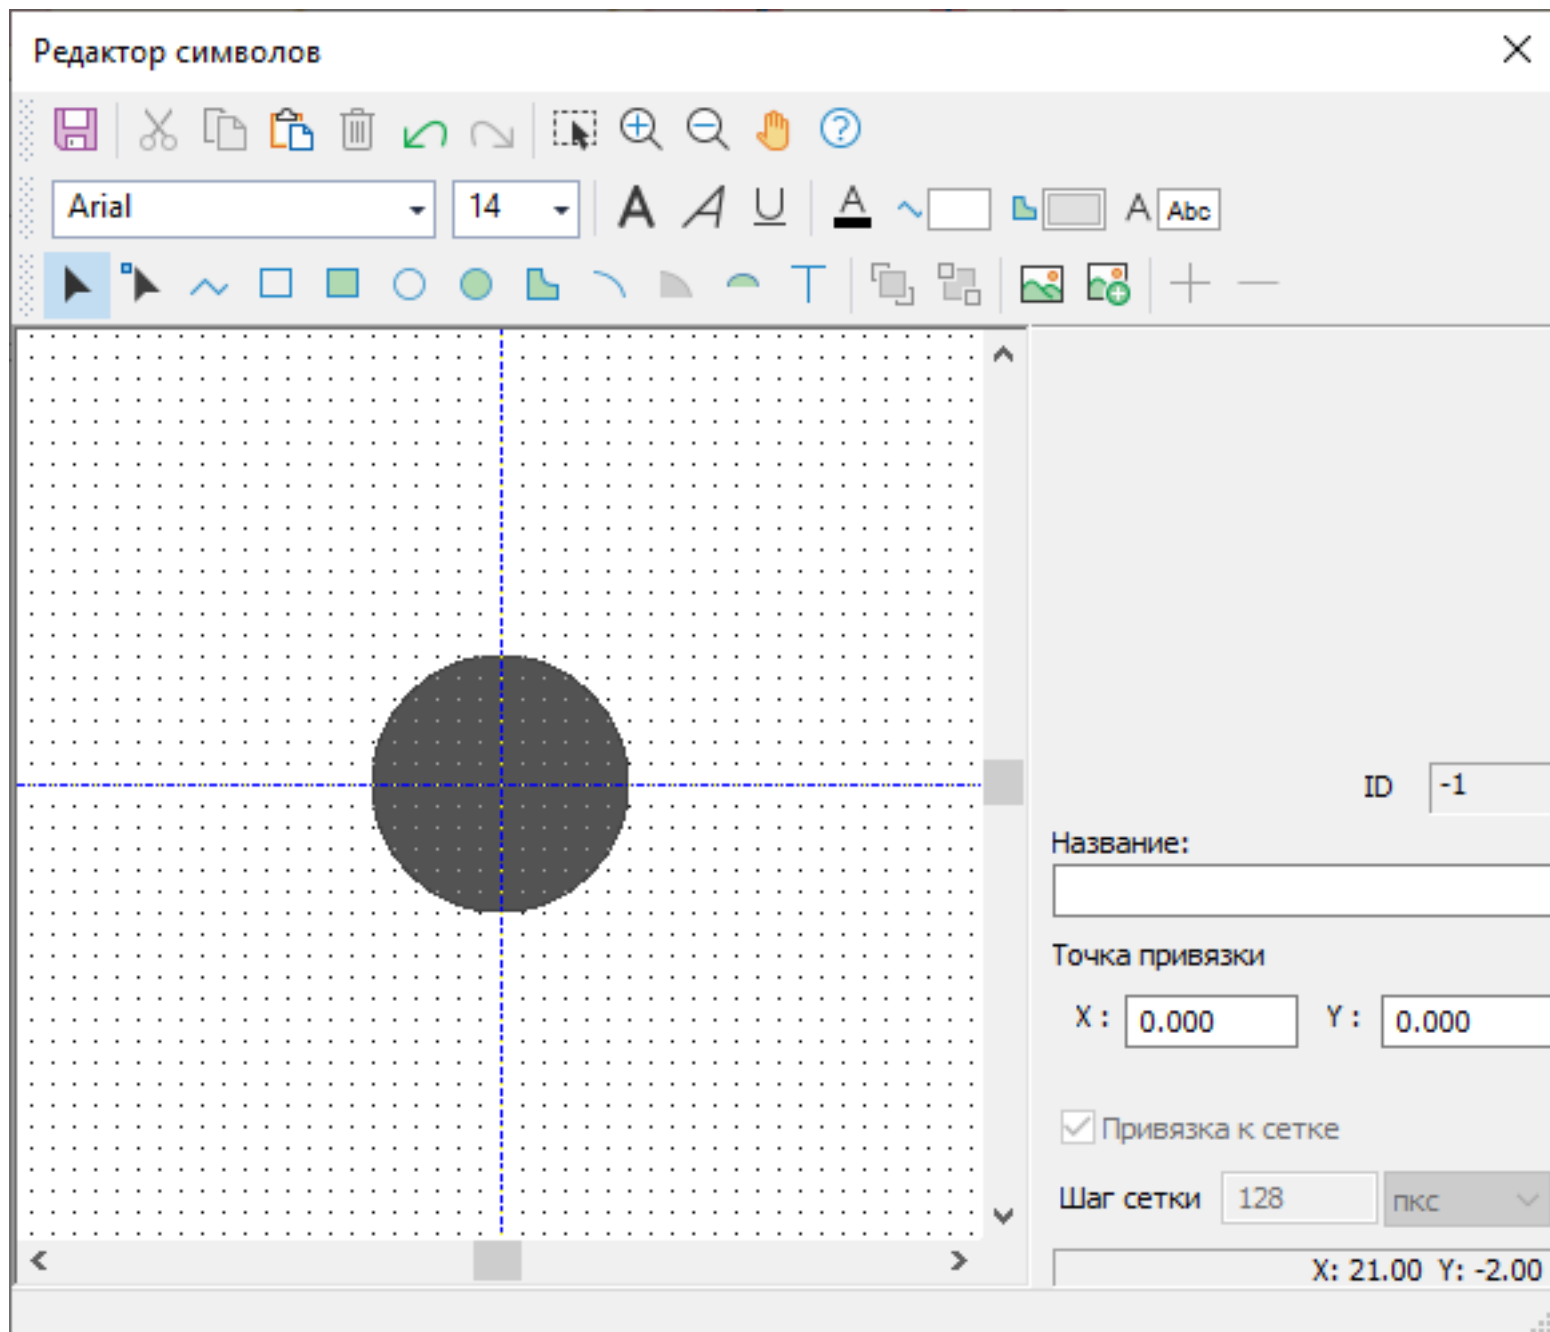 Редактор символов
Arial 14 A A U A A Abc
ID -1
Название:
Точка привязки
X : 0.000 Y : 0.000
Привязка к сетке
Шаг сетки 128 пкс
X: 21.00 Y: -2.00